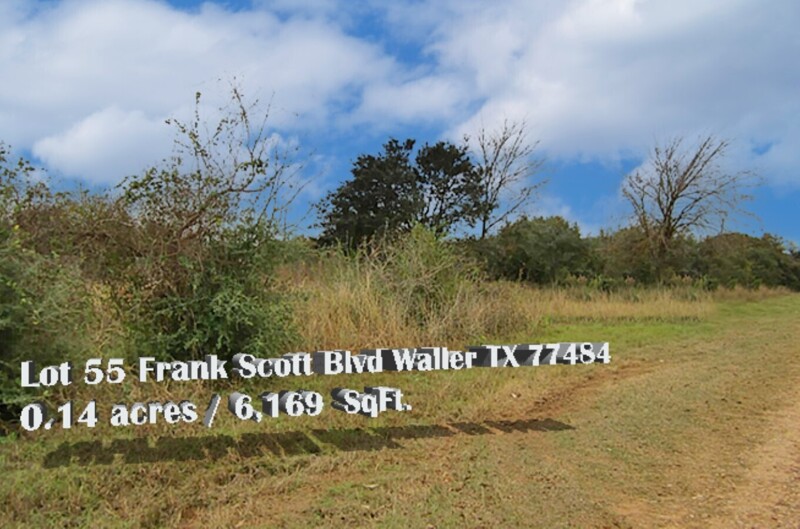 Lot 55 Frank Scott Blvd Waller TX 77484
0.14 acres / 6,169 SqFt.